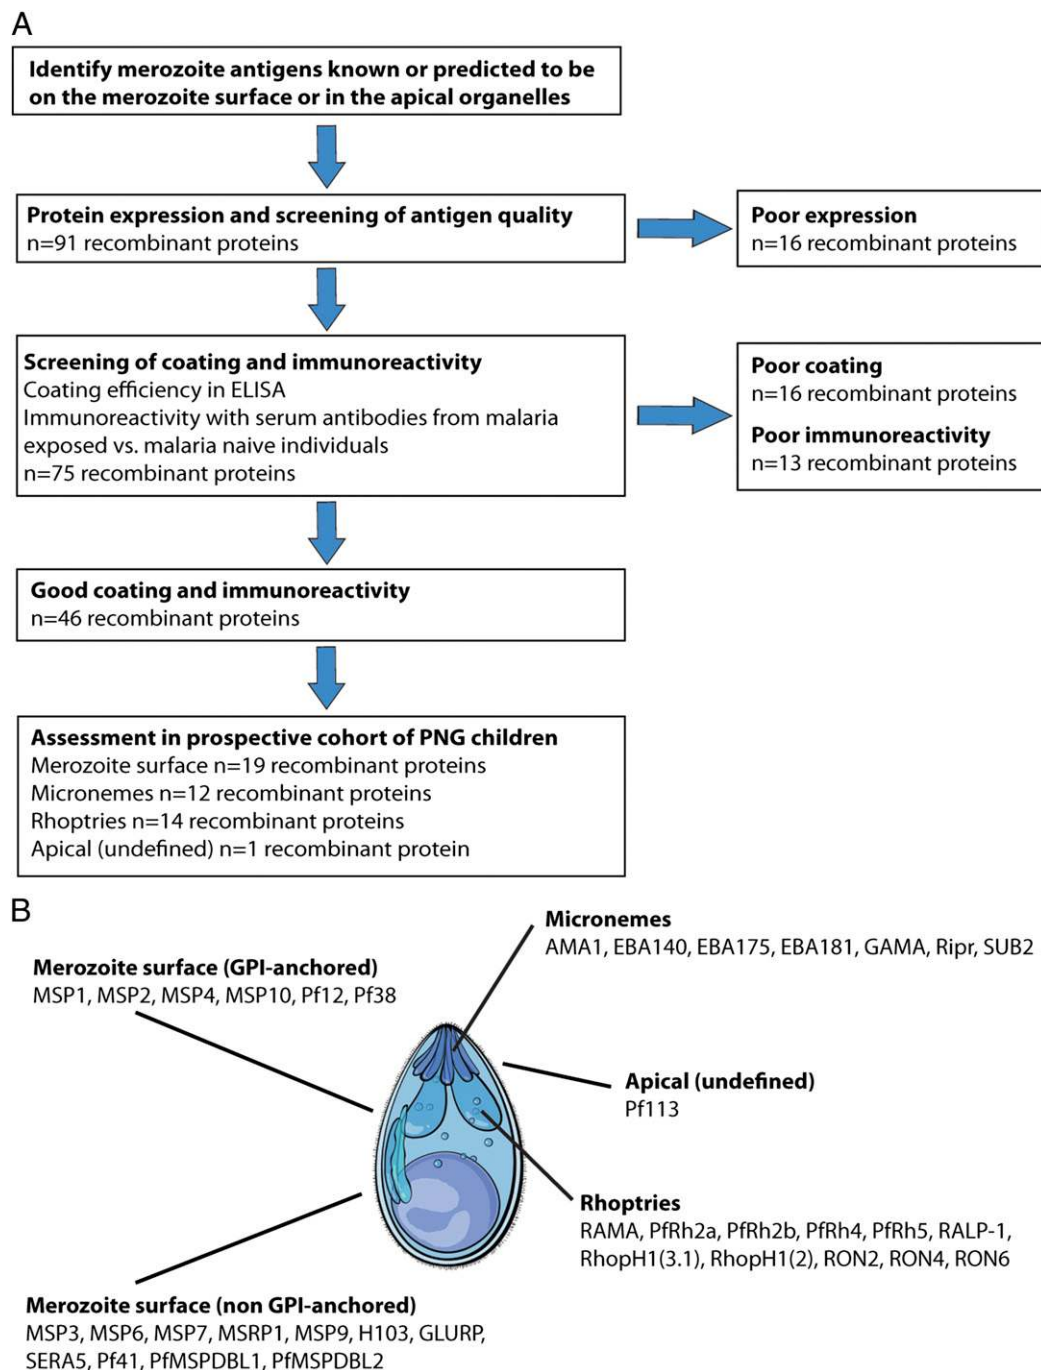 A
Identify merozoite antigens known or predicted to be
on the merozoite surface or in the apical organelles
Protein expression and screening of antigen quality
n=91 recombinant proteins
Poor expression
n=16 recombinant proteins
Screening of coating and immunoreactivity
Coating efficiency in ELISA
Immunoreactivity with serum antibodies from malaria
exposed vs. malaria naive individuals
n=75 recombinant proteins
Poor coating
n=16 recombinant proteins
Poor immunoreactivity
n=13 recombinant proteins
Good coating and immunoreactivity
n=46 recombinant proteins
Assessment in prospective cohort of PNG children
Merozoite surface n=19 recombinant proteins
Micronemes n=12 recombinant proteins
Rhoptries n=14 recombinant proteins
Apical (undefined) n=1 recombinant protein
B
Micronemes
AMA1, EBA140, EBA175, EBA181, GAMA, Ripr, SUB2
Merozoite surface (GPI-anchored)
MSP1, MSP2, MSP4, MSP10, Pf12, Pf38
Apical (undefined)
Pf113
Rhoptries
RAMA, PfRh2a, PfRh2b, PfRh4, PfRh5, RALP-1,
RhopH1(3.1), RhopH1(2), RON2, RON4, RON6
Merozoite surface (non GPI-anchored)
MSP3, MSP6, MSP7, MSRP1, MSP9, H103, GLURP,
SERA5, Pf41, PfMSPDBL1, PfMSPDBL2